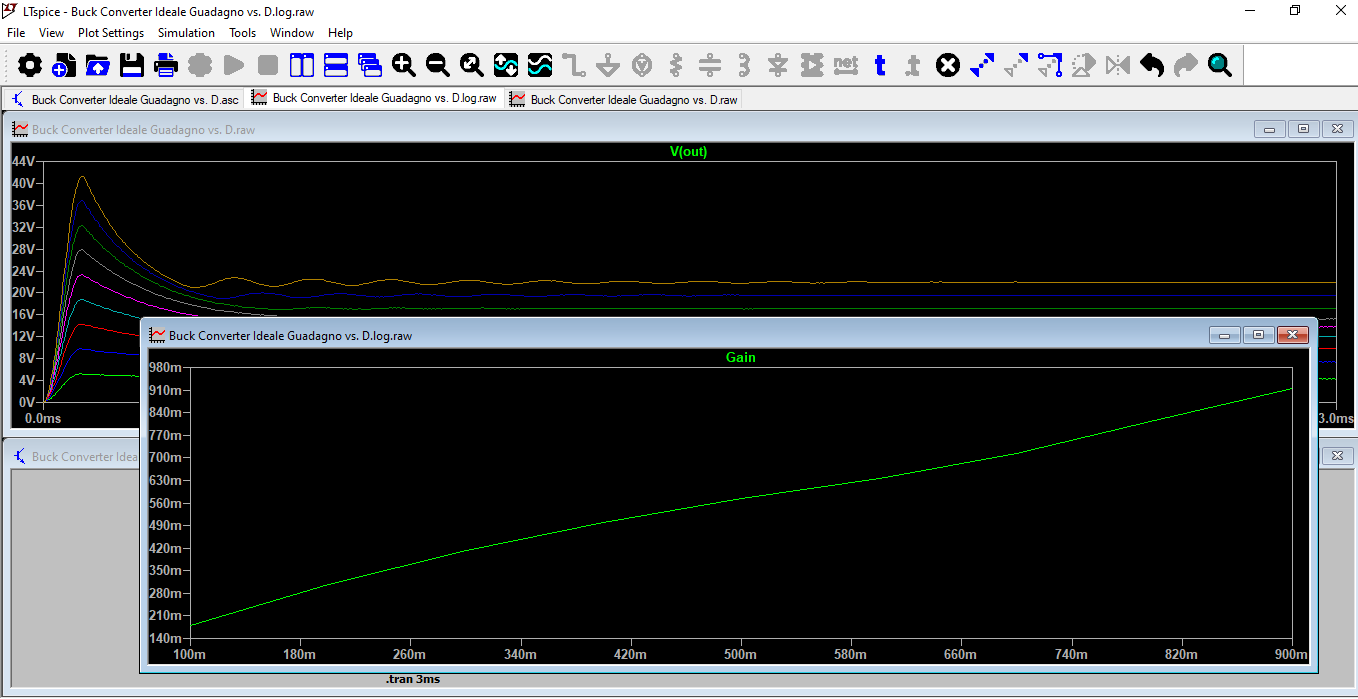 LTspice - Buck Converter Ideale Guadagno vs. D.log.raw
File View Plot Settings Simulation Tools Window Help
net t t
Buck Converter Ideale Guadagno vs. D.asc Buck Converter Ideale Guadagno vs. D.log.raw Buck Converter Ideale Guadagno vs. D.raw
Buck Converter Ideale Guadagno vs. D.raw
V(out)
44V
40V
36V
32V
28V
24V
20V
16V
12V
8V
4V
0V
0.0ms 3.0ms
Buck Converter Ideale Guadagno vs. D.log.raw
Gain
980m
910m
840m
770m
700m
630m
560m
490m
420m
350m
280m
210m
140m
100m 180m 260m 340m 420m 500m 580m 660m 740m 820m 900m
Buck Converter Idea
.tran 3ms